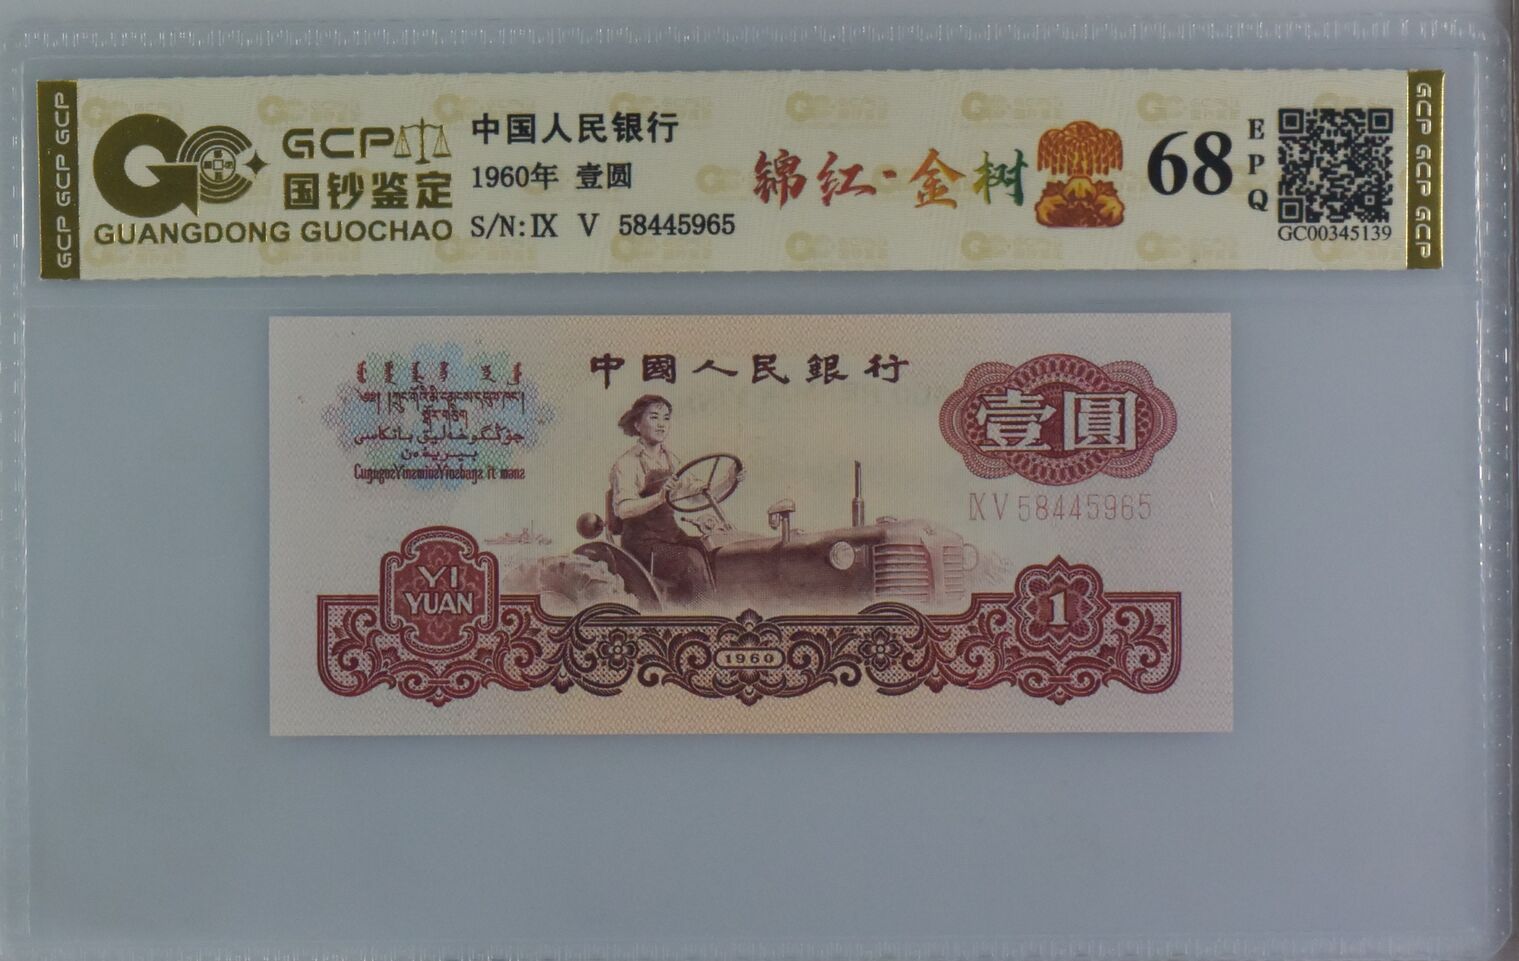 GCP GCP GCP
GCP
国钞鉴定
GUANGDONG GUOCHAO
中国人民银行
1960年 壹圆
S/N: IX V 58445965
锦红·金树
68
EPQ
GC00345139
GCP GCP GCP
中國人民銀行
壹圓
IX V 58445965
YI
YUAN
1
1960